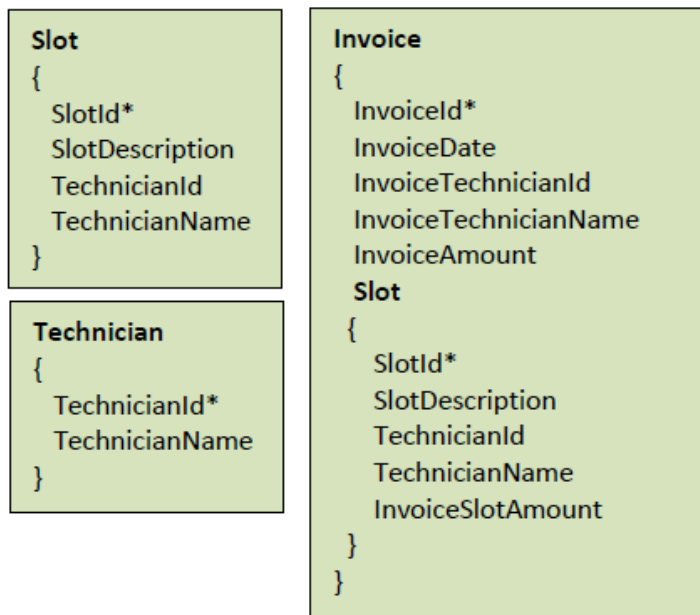 Slot
{
SlotId*
SlotDescription
TechnicianId
TechnicianName
}
Technician
{
TechnicianId*
TechnicianName
}
Invoice
{
InvoiceId*
InvoiceDate
InvoiceTechnicianId
InvoiceTechnicianName
InvoiceAmount
Slot
{
SlotId*
SlotDescription
TechnicianId
TechnicianName
InvoiceSlotAmount
}
}